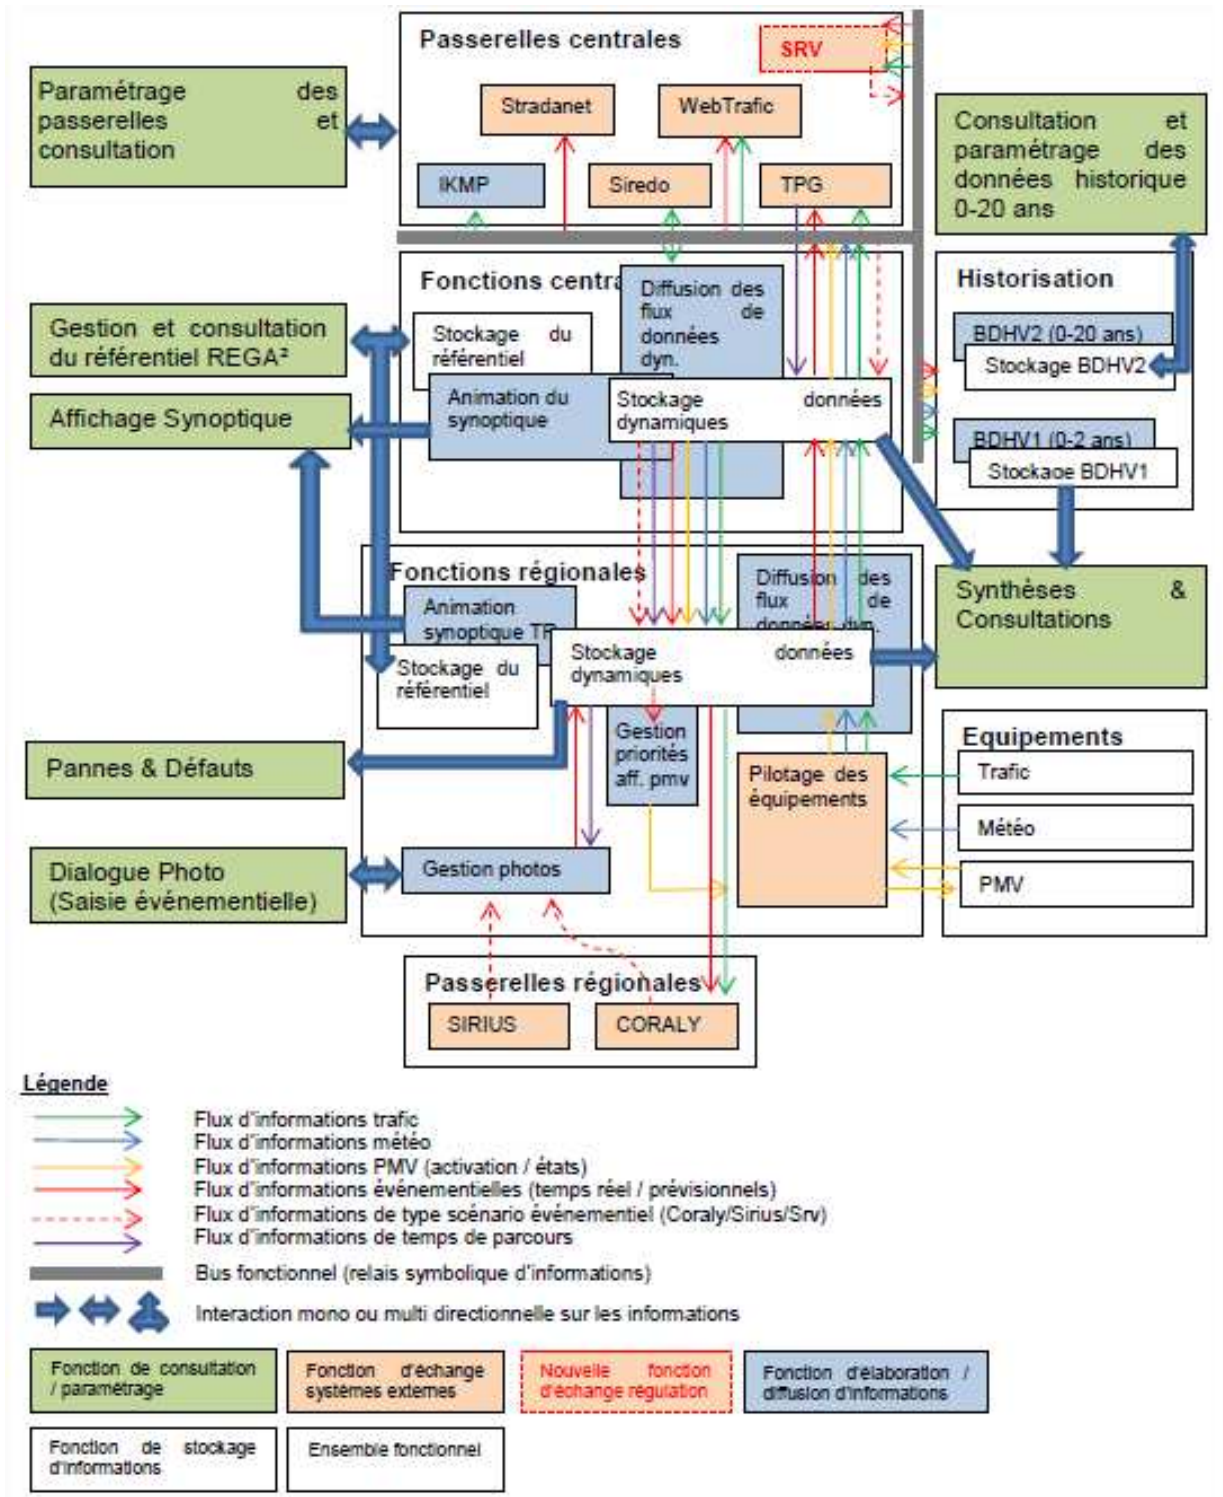 Passerelles centrales
SRV
Stradanet
WebTrafic
IKMP
Siredo
TPG
Paramétrage des
passerelles et
consultation
Consultation et
paramétrage des
données historique
0-20 ans
Fonctions centra
Diffusion des
flux de
données
dyn.
Stockage du
référentiel
Animation du
synoptique
Stockage données
dynamiques
Gestion et consultation
du référentiel REGA²
Affichage Synoptique
Historisation
BDHV2 (0-20 ans)
Stockage BDHV2
BDHV1 (0-2 ans)
Stockage BDHV1
Fonctions régionales
Animation
synoptique TR
Stockage du
référentiel
Diffusion des
flux de
données dyn.
Stockage données
dynamiques
Gestion
priorités
aff. pmv
Pilotage des
équipements
Gestion photos
Synthèses &
Consultations
Pannes & Défauts
Dialogue Photo
(Saisie événementielle)
Equipements
Trafic
Météo
PMV
Passerelles régionales
SIRIUS
CORALY
Légende
Flux d'informations trafic
Flux d'informations météo
Flux d'informations PMV (activation / états)
Flux d'informations événementielles (temps réel / prévisionnels)
Flux d'informations de type scénario événementiel (Coraly/Sirius/Srv)
Flux d'informations de temps de parcours
Bus fonctionnel (relais symbolique d'informations)
Interaction mono ou multi directionnelle sur les informations
Fonction de consultation
/ paramétrage
Fonction d'échange
systèmes externes
Nouvelle fonction
d'échange régulation
Fonction d'élaboration /
diffusion d'informations
Fonction de stockage
d'informations
Ensemble fonctionnel